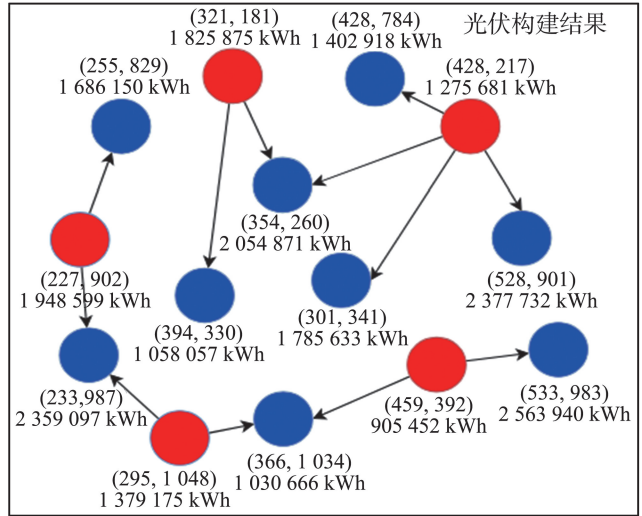 光伏构建结果
(321, 181)
1 825 875 kWh
(428, 784)
1 402 918 kWh
(428, 217)
1 275 681 kWh
(255, 829)
1 686 150 kWh
(354, 260)
2 054 871 kWh
(227, 902)
1 948 599 kWh
(394, 330)
1 058 057 kWh
(301, 341)
1 785 633 kWh
(528, 901)
2 377 732 kWh
(233,987)
2 359 097 kWh
(459, 392)
905 452 kWh
(533, 983)
2 563 940 kWh
(295, 1 048)
1 379 175 kWh
(366, 1 034)
1 030 666 kWh